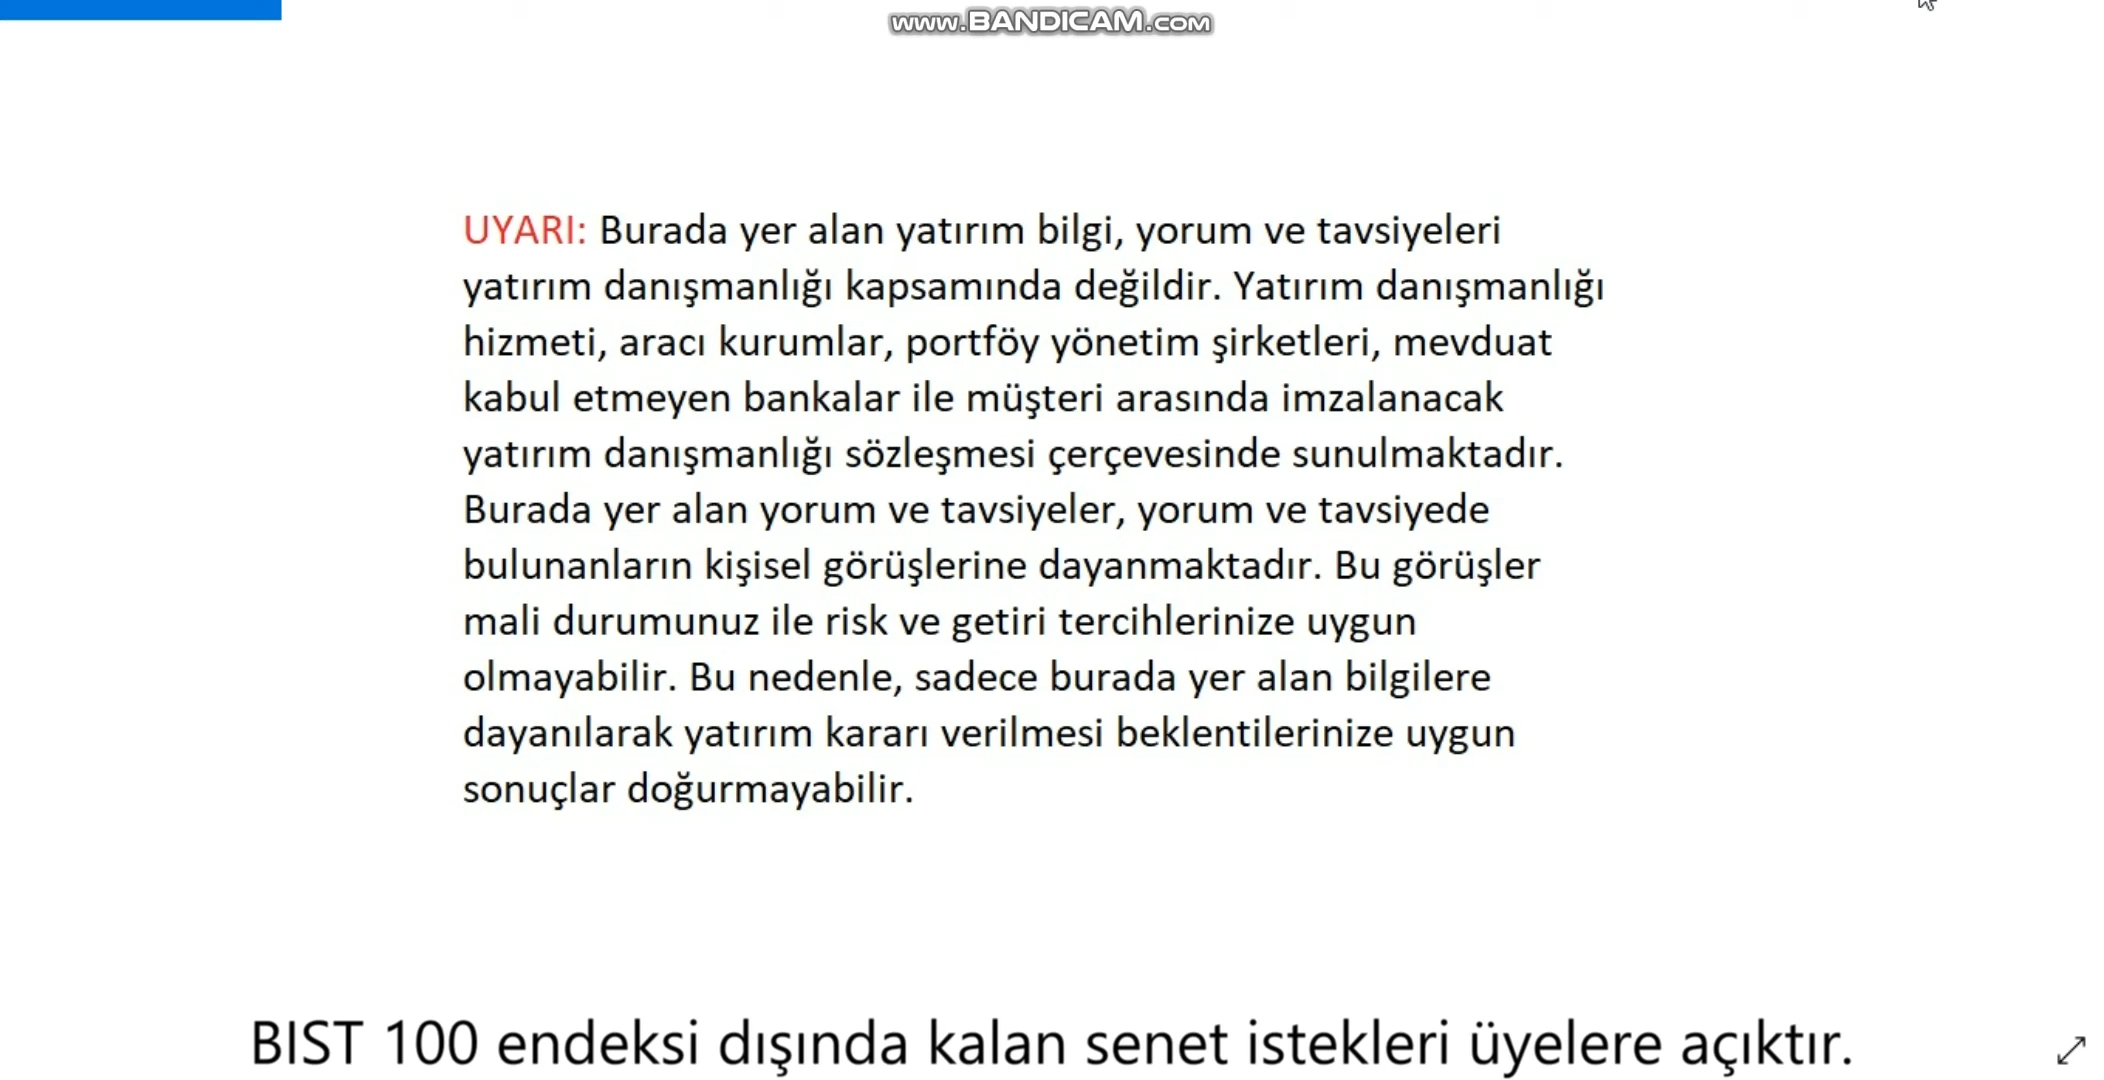 www.BANDICAM.com
UYARI: Burada yer alan yatırım bilgi, yorum ve tavsiyeleri
yatırım danışmanlığı kapsamında değildir. Yatırım danışmanlığı
hizmeti, aracı kurumlar, portföy yönetim şirketleri, mevduat
kabul etmeyen bankalar ile müşteri arasında imzalanacak
yatırım danışmanlığı sözleşmesi çerçevesinde sunulmaktadır.
Burada yer alan yorum ve tavsiyeler, yorum ve tavsiyede
bulunanların kişisel görüşlerine dayanmaktadır. Bu görüşler
mali durumunuz ile risk ve getiri tercihlerinize uygun
olmayabilir. Bu nedenle, sadece burada yer alan bilgilere
dayanılarak yatırım kararı verilmesi beklentilerinize uygun
sonuçlar doğurmayabilir.
BIST 100 endeksi dışında kalan senet istekleri üyelere açıktır.